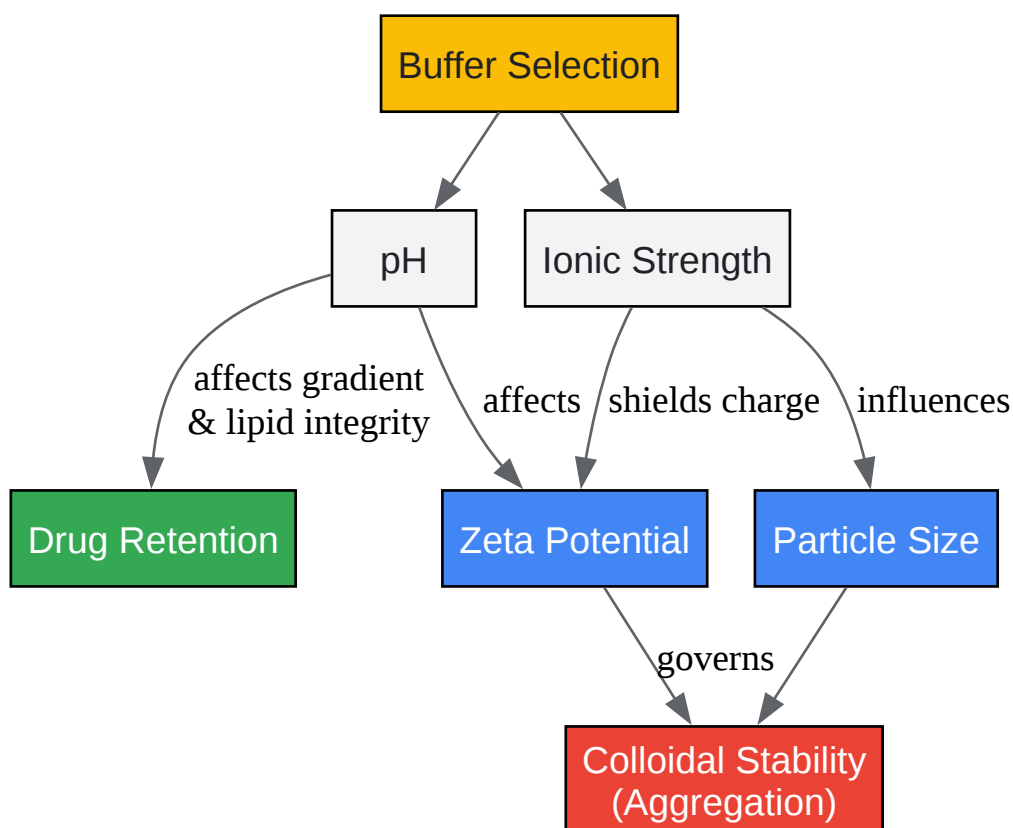 Buffer Selection
pH
Ionic Strength
affects gradient
& lipid integrity
affects
shields charge
influences
Drug Retention
Zeta Potential
Particle Size
governs
Colloidal Stability
(Aggregation)